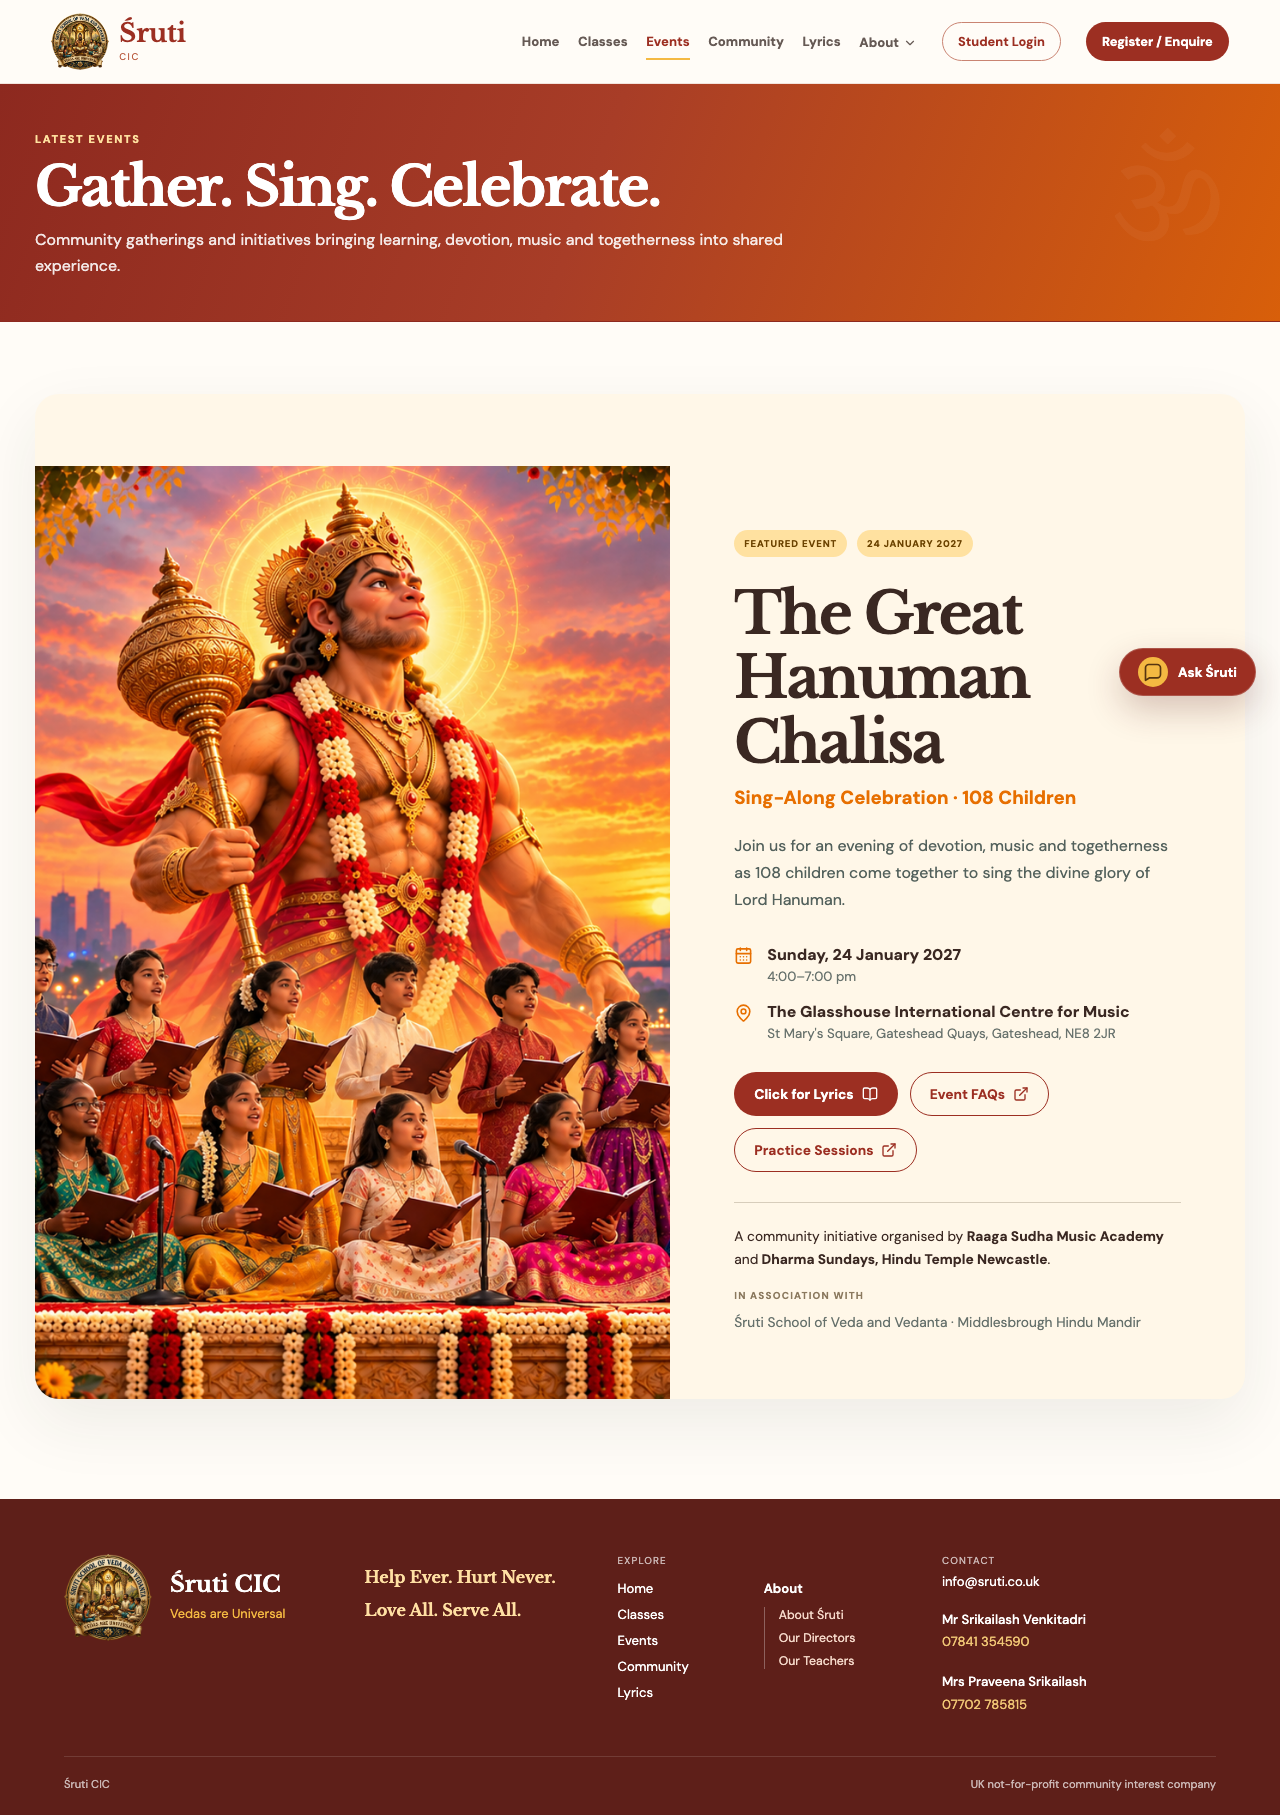 Śruti
CIC
Home
Classes
Events
Community
Lyrics
About
Student Login
Register / Enquire
LATEST EVENTS
Gather. Sing. Celebrate.
ॐ
Community gatherings and initiatives bringing learning, devotion, music and togetherness into shared
experience.
FEATURED EVENT
24 JANUARY 2027
The Great
Hanuman
Chalisa
Ask Śruti
Sing-Along Celebration · 108 Children
Join us for an evening of devotion, music and togetherness
as 108 children come together to sing the divine glory of
Lord Hanuman.
Sunday, 24 January 2027
4:00–7:00 pm
The Glasshouse International Centre for Music
St Mary's Square, Gateshead Quays, Gateshead, NE8 2JR
Click for Lyrics
Event FAQs
Practice Sessions
A community initiative organised by Raaga Sudha Music Academy
and Dharma Sundays, Hindu Temple Newcastle.
IN ASSOCIATION WITH
Śruti School of Veda and Vedanta · Middlesbrough Hindu Mandir
ŚRUTI SCHOOL OF VEDA AND VEDANTA
VEDAS ARE UNIVERSAL
Śruti CIC
Vedas are Universal
Help Ever. Hurt Never.
Love All. Serve All.
EXPLORE
Home
Classes
Events
Community
Lyrics
About
About Śruti
Our Directors
Our Teachers
CONTACT
info@sruti.co.uk
Mr Srikailash Venkitadri
07841 354590
Mrs Praveena Srikailash
07702 785815
Śruti CIC
UK not-for-profit community interest company